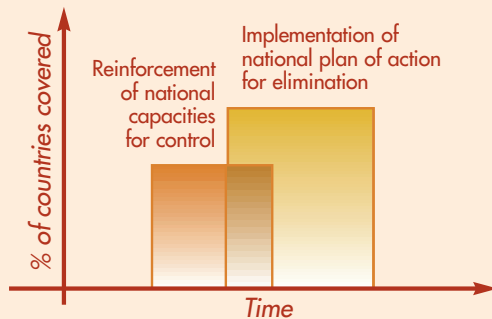 % of countries covered
Reinforcement
of national
capacities
for control
Implementation of
national plan of action
for elimination
Time